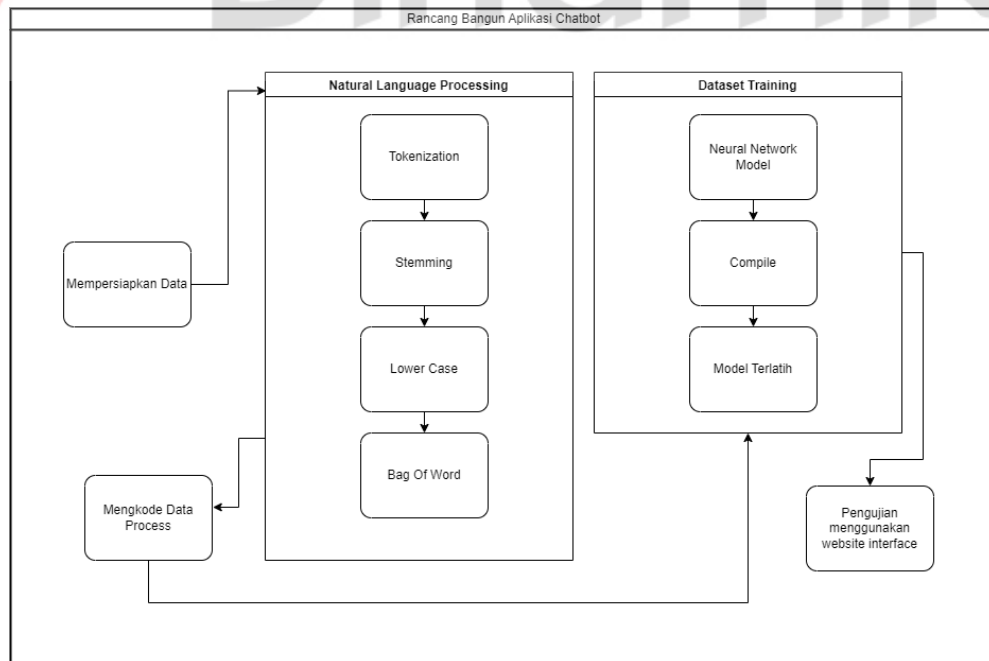 Rancang Bangun Aplikasi Chatbot
Natural Language Processing
Tokenization
Stemming
Lower Case
Bag Of Word
Mempersiapkan Data
Mengkode Data
Process
Dataset Training
Neural Network
Model
Compile
Model Terlatih
Pengujian
menggunakan
website interface